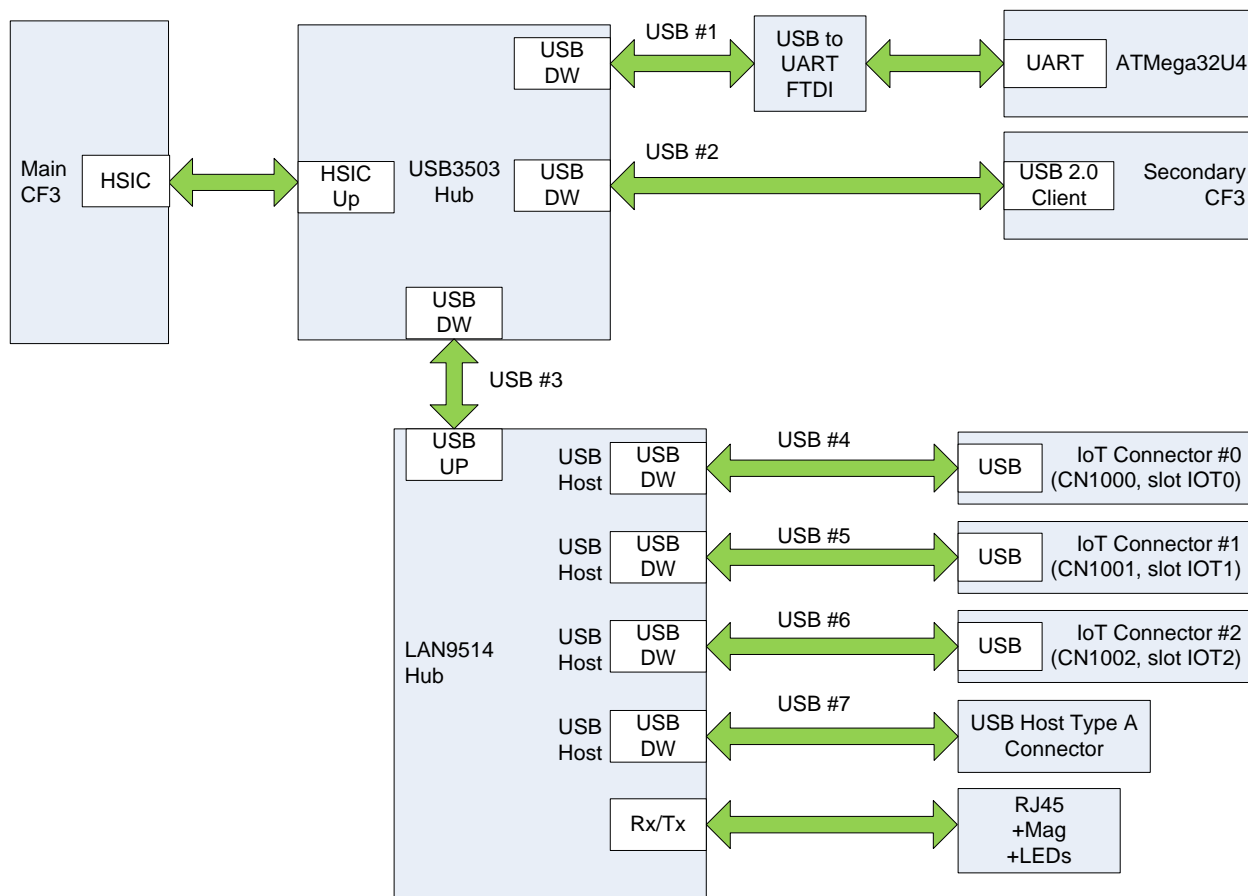 USB
DW
USB #1
USB to
UART
FTDI
UART
ATMega32U4
Main
CF3
HSIC
HSIC
Up
USB3503
Hub
USB
DW
USB #2
USB 2.0
Client
Secondary
CF3
USB
DW
USB #3
USB
UP
LAN9514
Hub
USB
Host
USB
DW
USB #4
USB
IoT Connector #0
(CN1000, slot IOT0)
USB
Host
USB
DW
USB #5
USB
IoT Connector #1
(CN1001, slot IOT1)
USB
Host
USB
DW
USB #6
USB
IoT Connector #2
(CN1002, slot IOT2)
USB
Host
USB
DW
USB #7
USB Host Type A
Connector
Rx/Tx
RJ45
+Mag
+LEDs